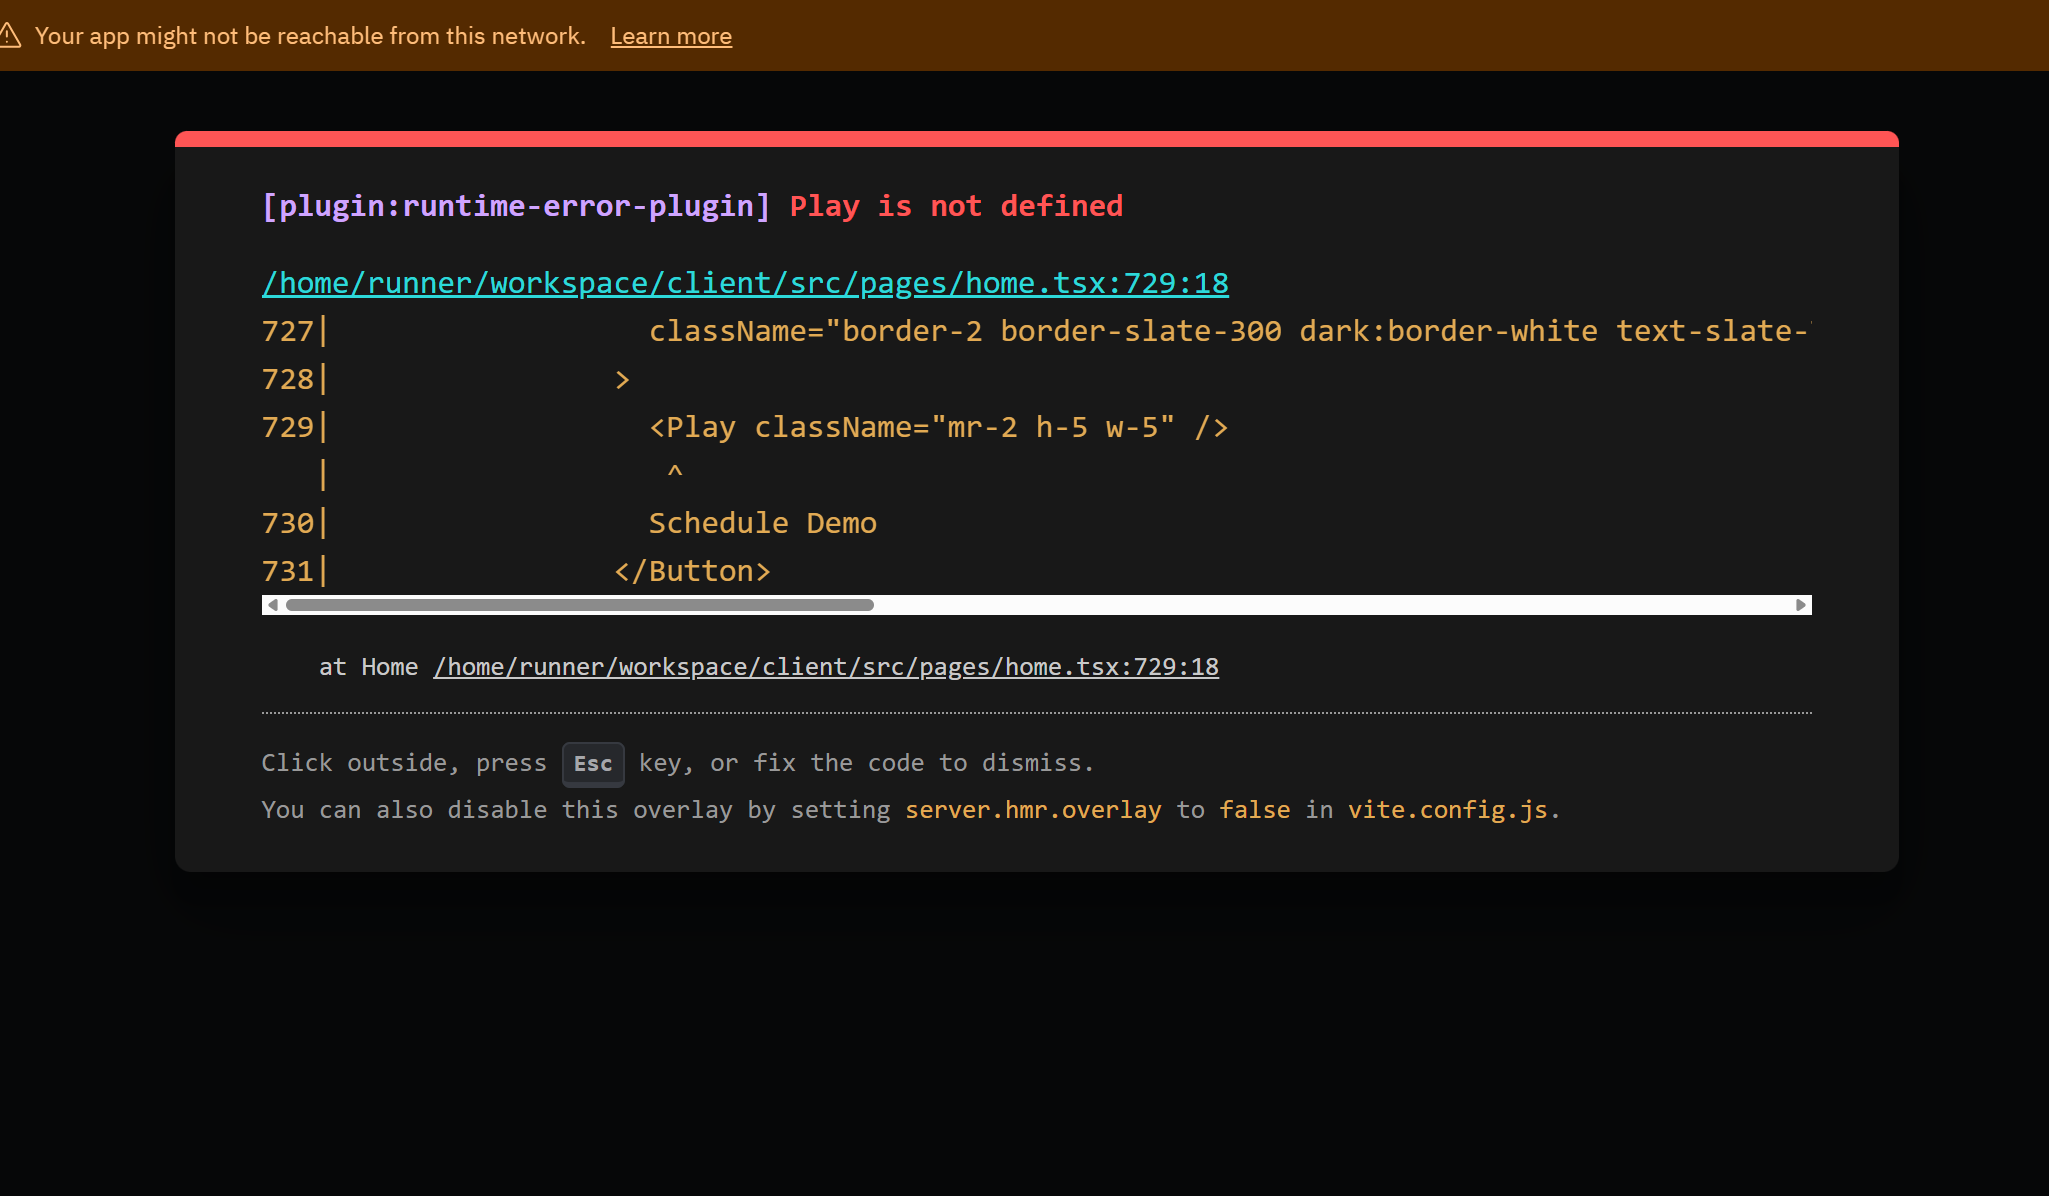 Your app might not be reachable from this network. Learn more
[plugin:runtime-error-plugin] Play is not defined
/home/runner/workspace/client/src/pages/home.tsx:729:18
727| className="border-2 border-slate-300 dark:border-white text-slate-
728| >
729| <Play className="mr-2 h-5 w-5" />
| ^
730| Schedule Demo
731| </Button>
at Home /home/runner/workspace/client/src/pages/home.tsx:729:18
Click outside, press Esc key, or fix the code to dismiss.
You can also disable this overlay by setting server.hmr.overlay to false in vite.config.js.